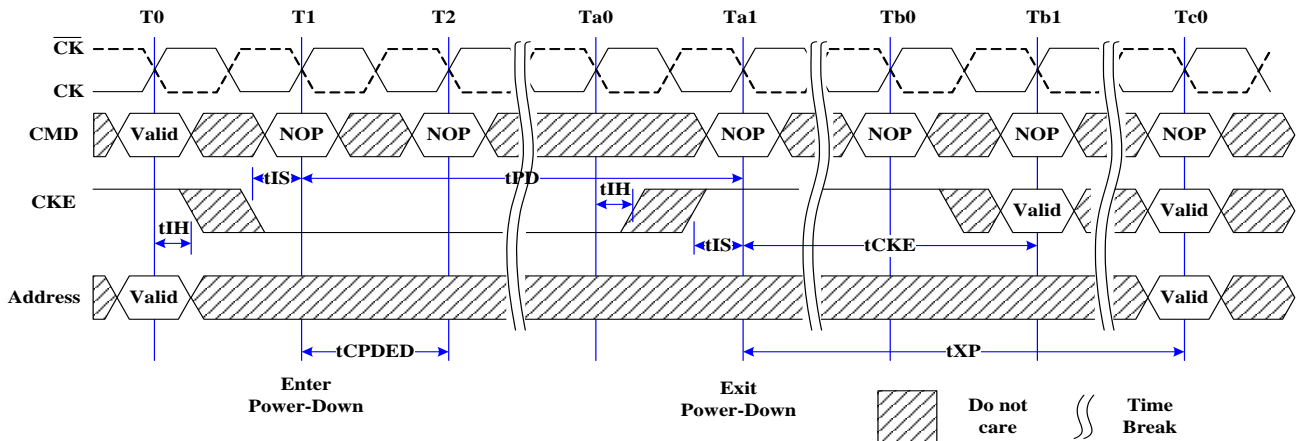 T0 T1 T2 Ta0 Ta1 Tb0 Tb1 Tc0
CK
CK
CMD Valid NOP NOP NOP NOP NOP NOP
tIS tPD tIH
CKE Valid Valid
tIH tIS tCKE
Address Valid Valid
tCPDED tXP
Enter
Power-Down
Exit
Power-Down
Do not
care
Time
Break